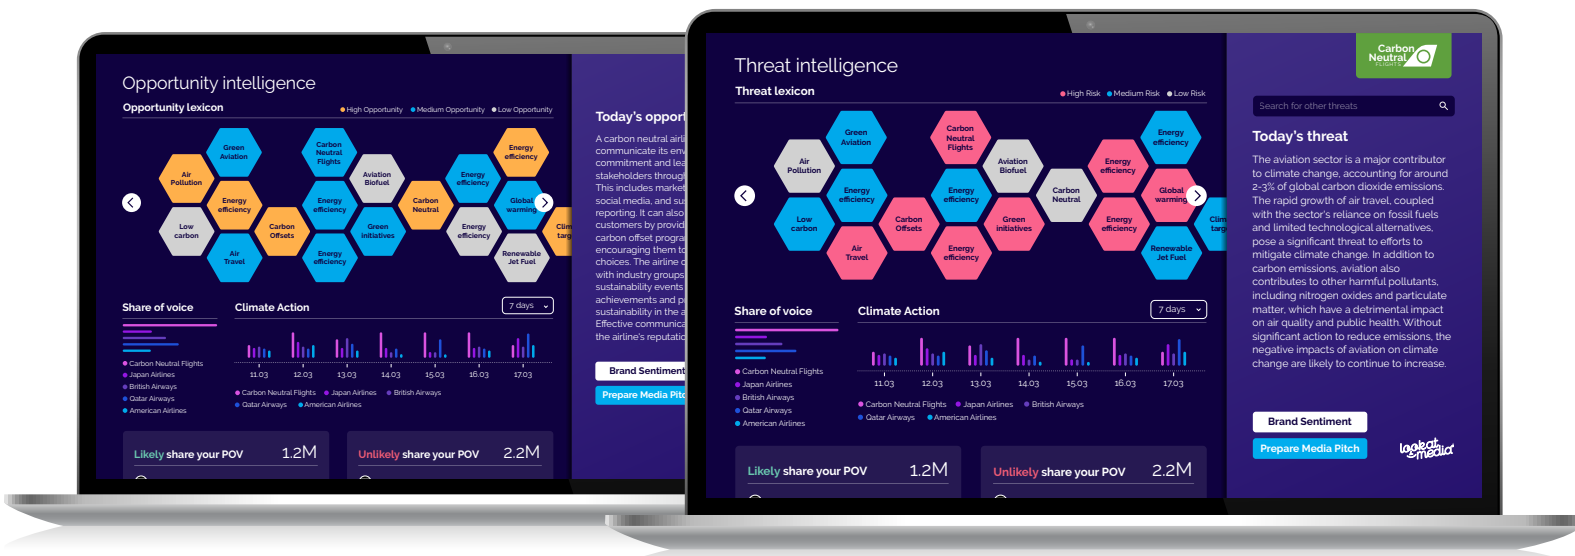 Opportunity intelligence
Opportunity lexicon
High Opportunity
Medium Opportunity
Low Opportunity
Green
Aviation
Carbon
Neutral
Flights
Energy
efficiency
Air
Pollution
Aviation
Biofuel
Energy
efficiency
Energy
efficiency
Energy
efficiency
Carbon
Neutral
Global
warming
Low
carbon
Carbon
Offsets
Green
initiatives
Energy
efficiency
Clim
targ
Air
Travel
Energy
efficiency
Renewable
Jet Fuel
Share of voice
Carbon Neutral Flights
Japan Airlines
British Airways
Qatar Airways
American Airlines
Climate Action
7 days
11.03
12.03
13.03
14.03
15.03
16.03
17.03
Carbon Neutral Flights
Japan Airlines
British Airways
Qatar Airways
American Airlines
Likely share your POV
1.2M
Unlikely share your POV
2.2M
Today's opport
A carbon neutral airli
communicate its env
commitment and lea
stakeholders through
This includes market
social media, and sus
reporting. It can also
customers by providi
carbon offset progra
encouraging them to
choices. The airline c
with industry groups
sustainability events
achievements and p
sustainability in the a
Effective communica
the airline's reputatio
Brand Sentiment
Prepare Media Pitc
Threat intelligence
Threat lexicon
High Risk
Medium Risk
Low Risk
Green
Aviation
Carbon
Neutral
Flights
Energy
efficiency
Air
Pollution
Aviation
Biofuel
Energy
efficiency
Energy
efficiency
Energy
efficiency
Carbon
Neutral
Global
warming
Low
carbon
Carbon
Offsets
Green
initiatives
Energy
efficiency
Clim
targ
Air
Travel
Energy
efficiency
Renewable
Jet Fuel
Share of voice
Carbon Neutral Flights
Japan Airlines
British Airways
Qatar Airways
American Airlines
Climate Action
7 days
11.03
12.03
13.03
14.03
15.03
16.03
17.03
Carbon Neutral Flights
Japan Airlines
British Airways
Qatar Airways
American Airlines
Likely share your POV
1.2M
Unlikely share your POV
2.2M
Carbon
Neutral
FLIGHTS
Search for other threats
Today's threat
The aviation sector is a major contributor
to climate change, accounting for around
2-3% of global carbon dioxide emissions.
The rapid growth of air travel, coupled
with the sector's reliance on fossil fuels
and limited technological alternatives,
pose a significant threat to efforts to
mitigate climate change. In addition to
carbon emissions, aviation also
contributes to other harmful pollutants,
including nitrogen oxides and particulate
matter, which have a detrimental impact
on air quality and public health. Without
significant action to reduce emissions, the
negative impacts of aviation on climate
change are likely to continue to increase.
Brand Sentiment
Prepare Media Pitch
lookat
media